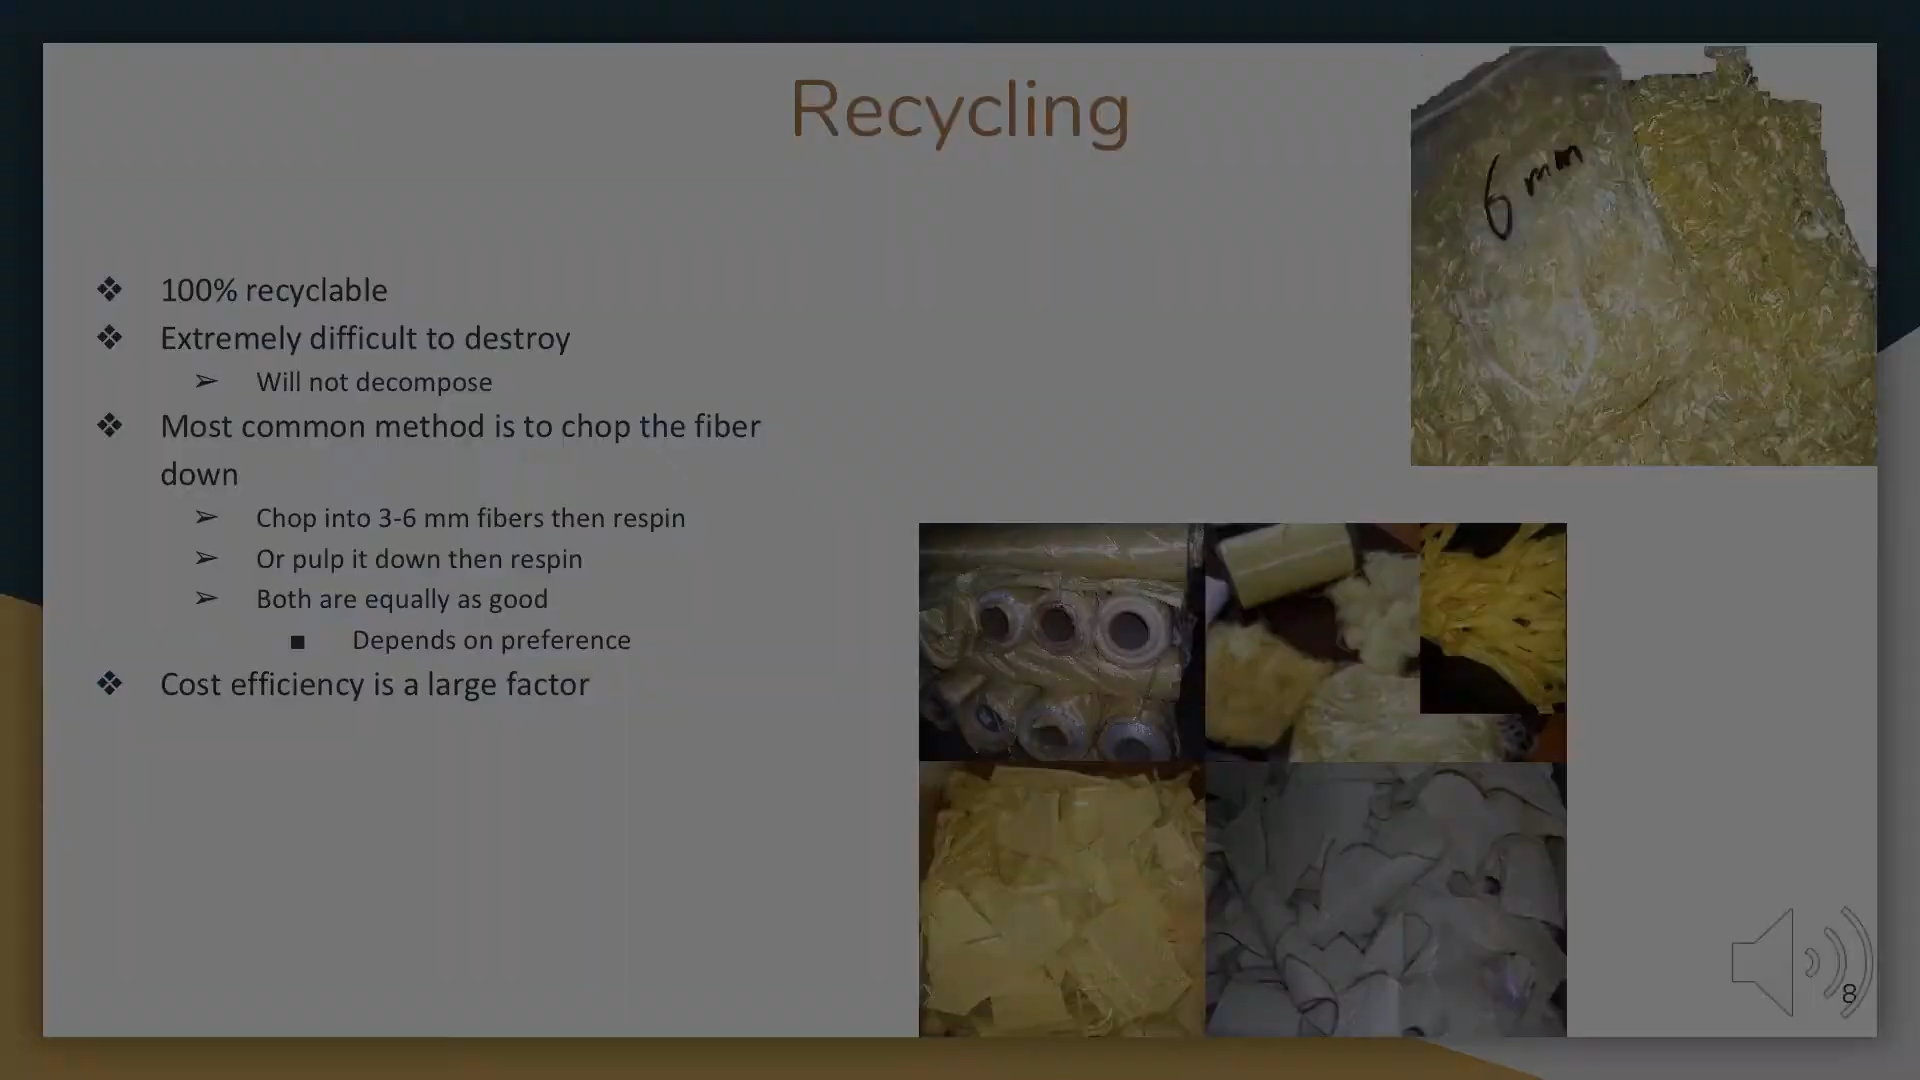 Recycling
6 mm
❖ 100% recyclable
❖ Extremely difficult to destroy
➢ Will not decompose
❖ Most common method is to chop the fiber
down
➢ Chop into 3-6 mm fibers then respin
➢ Or pulp it down then respin
➢ Both are equally as good
■ Depends on preference
❖ Cost efficiency is a large factor
8